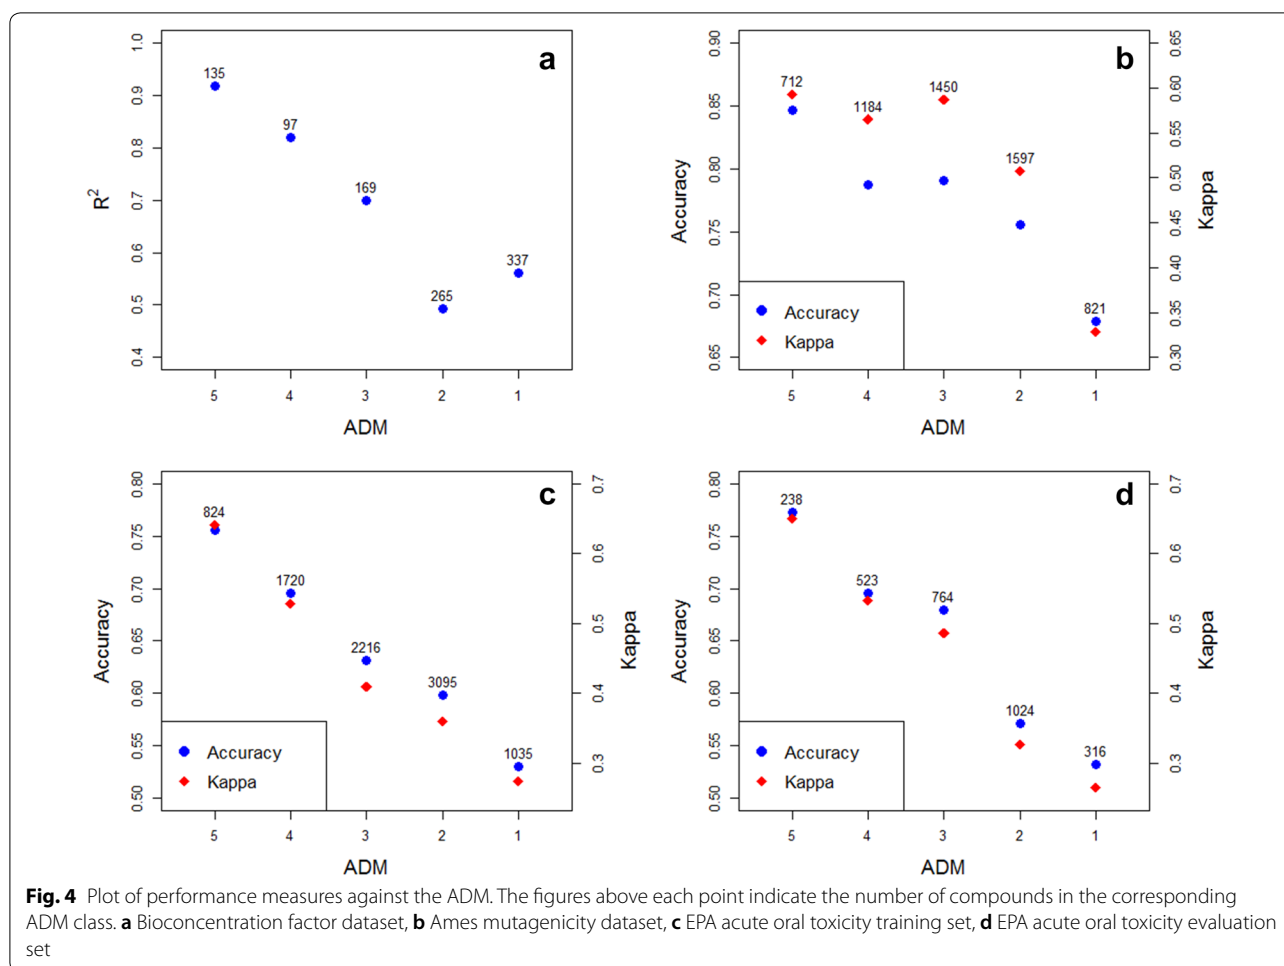 a
1.0
0.9
0.8
0.7
0.6
0.5
0.4
R2
135
97
169
265
337
5 4 3 2 1
ADM
b
0.90
0.85
0.80
0.75
0.70
0.65
Accuracy
712
1184
1450
1597
821
0.65
0.60
0.55
0.50
0.45
0.40
0.35
0.30
Kappa
Accuracy
Kappa
5 4 3 2 1
ADM
c
0.80
0.75
0.70
0.65
0.60
0.55
0.50
Accuracy
824
1720
2216
3095
1035
0.7
0.6
0.5
0.4
0.3
Kappa
Accuracy
Kappa
5 4 3 2 1
ADM
d
0.80
0.75
0.70
0.65
0.60
0.55
0.50
Accuracy
238
523
764
1024
316
0.7
0.6
0.5
0.4
0.3
Kappa
Accuracy
Kappa
5 4 3 2 1
ADM
Fig. 4 Plot of performance measures against the ADM. The figures above each point indicate the number of compounds in the corresponding
ADM class. a Bioconcentration factor dataset, b Ames mutagenicity dataset, c EPA acute oral toxicity training set, d EPA acute oral toxicity evaluation
set